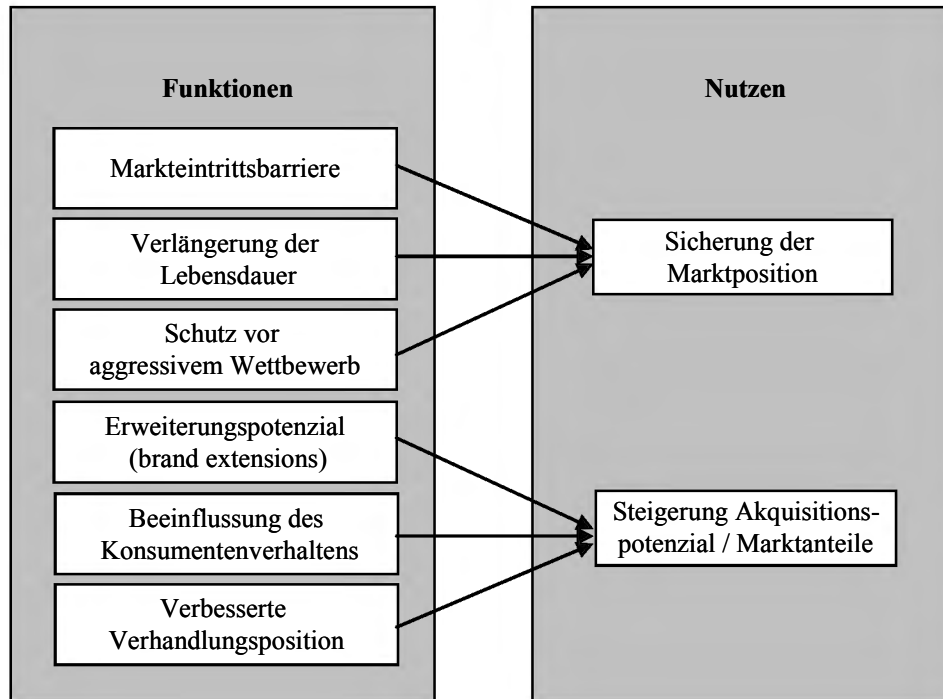 Funktionen
Markteintrittsbarriere
Verlängerung der
Lebensdauer
Schutz vor
aggressivem Wettbewerb
Erweiterungspotenzial
(brand extensions)
Beeinflussung des
Konsumentenverhaltens
Verbesserte
Verhandlungsposition
Nutzen
Sicherung der
Marktposition
Steigerung Akquisitions-
potenzial / Marktanteile